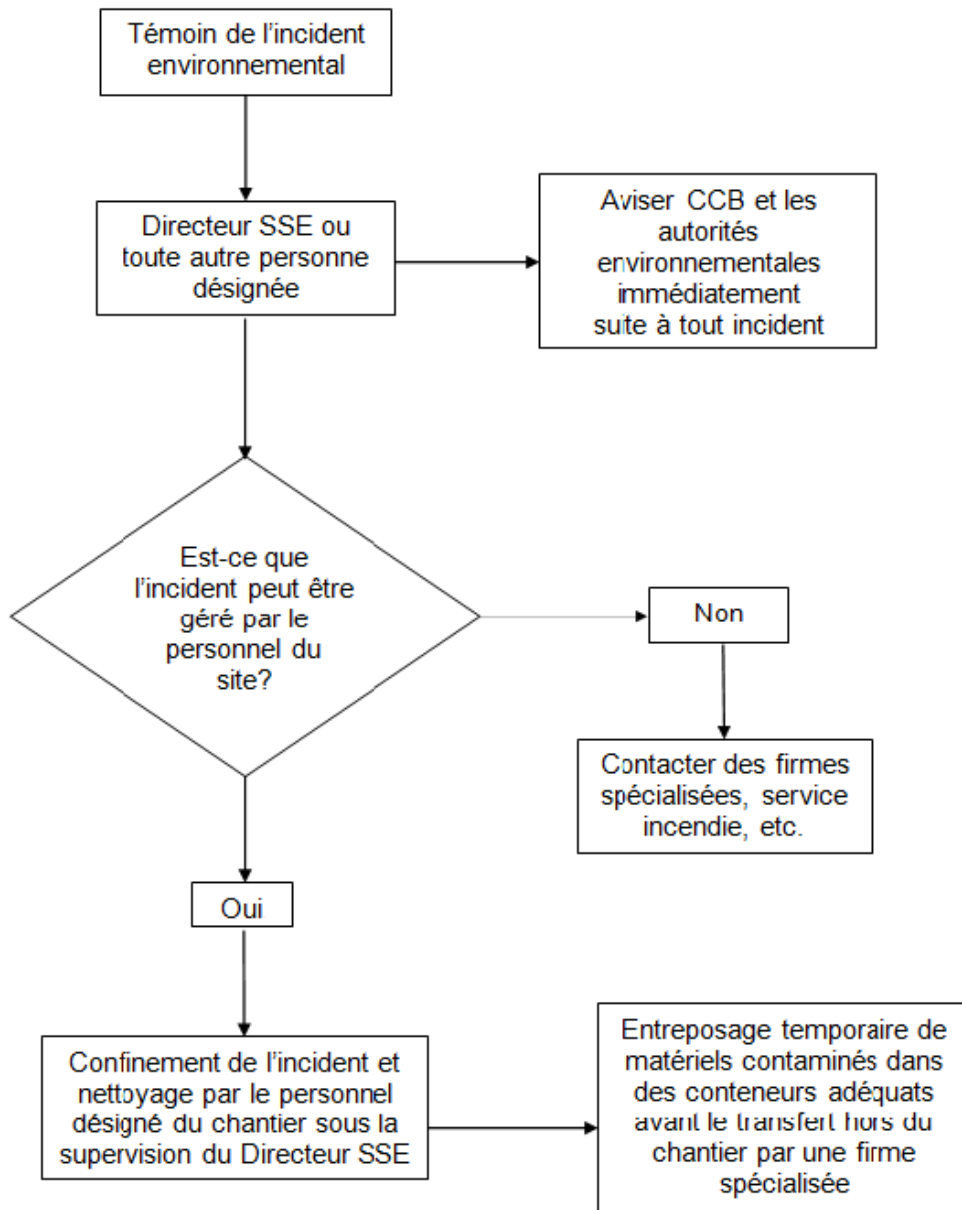 Témoin de l'incident
environnemental
Directeur SSE ou
toute autre personne
désignée
Aviser CCB et les
autorités
environnementales
immédiatement
suite à tout incident
Est-ce que
l'incident peut être
géré par le
personnel du
site?
Non
Contacter des firmes
spécialisées, service
incendie, etc.
Oui
Confinement de l'incident et
nettoyage par le personnel
désigné du chantier sous la
supervision du Directeur SSE
Entreposage temporaire de
matériels contaminés dans
des conteneurs adéquats
avant le transfert hors du
chantier par une firme
spécialisée